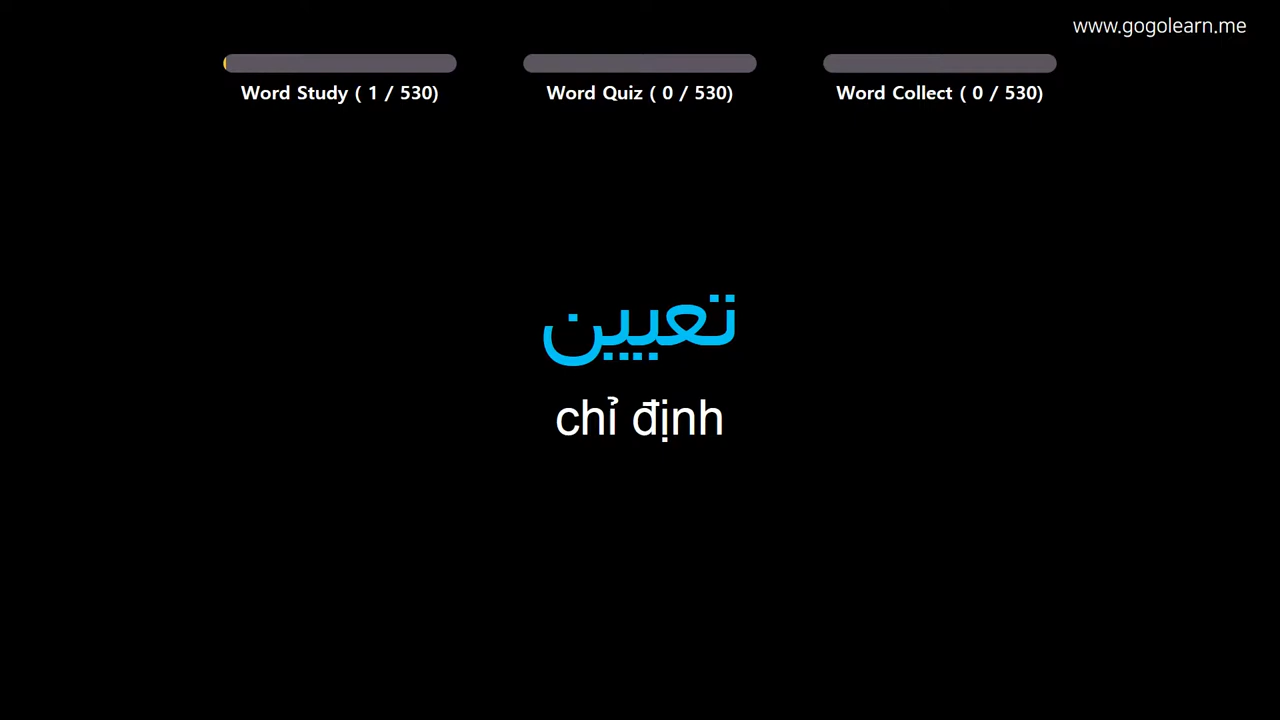 www.gogolearn.me
Word Study ( 1 / 530)
Word Quiz ( 0 / 530)
Word Collect ( 0 / 530)
تعيين
chỉ định